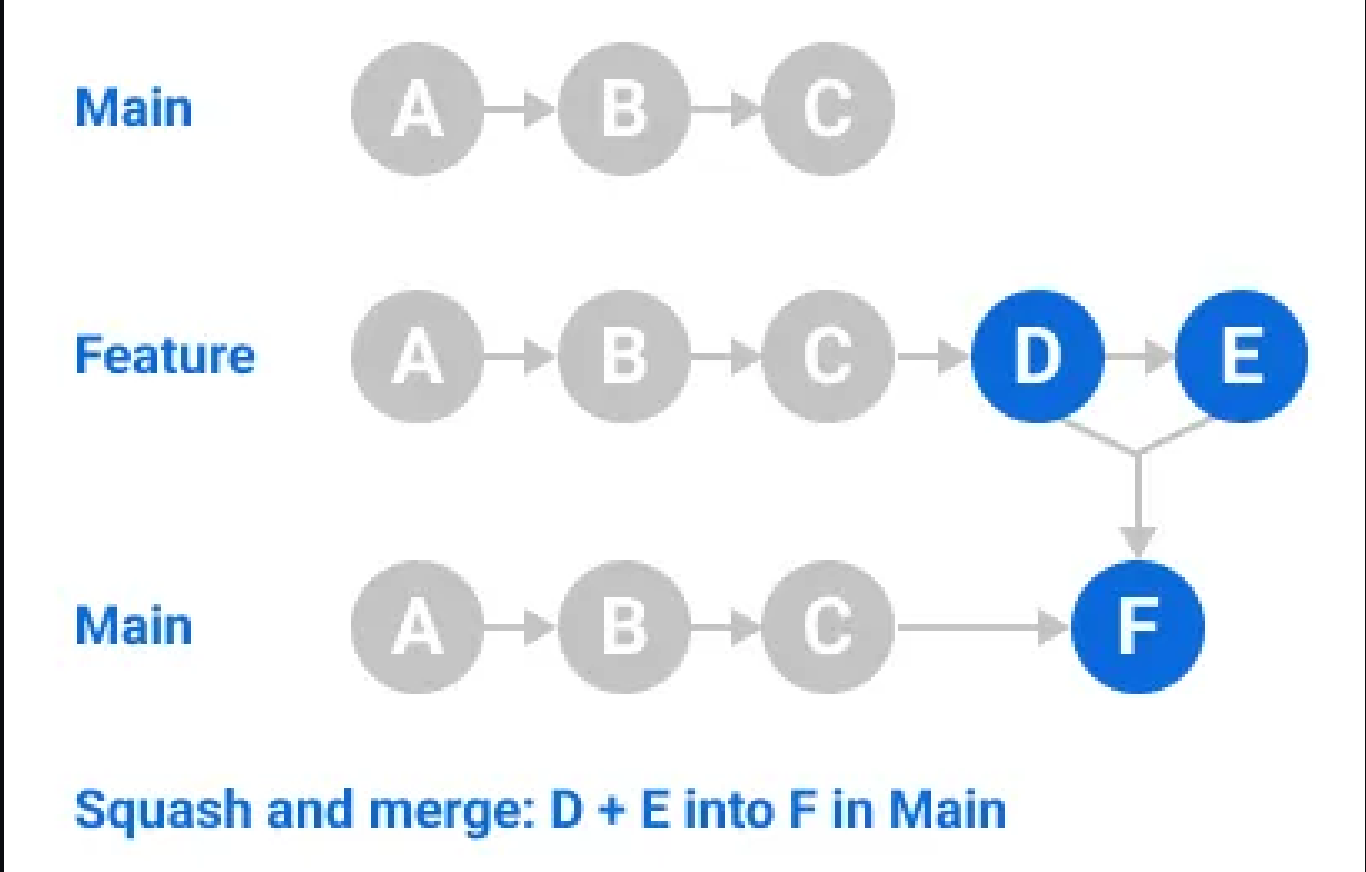 Main A B C
Feature A B C D E
Main A B C F
Squash and merge: D + E into F in Main